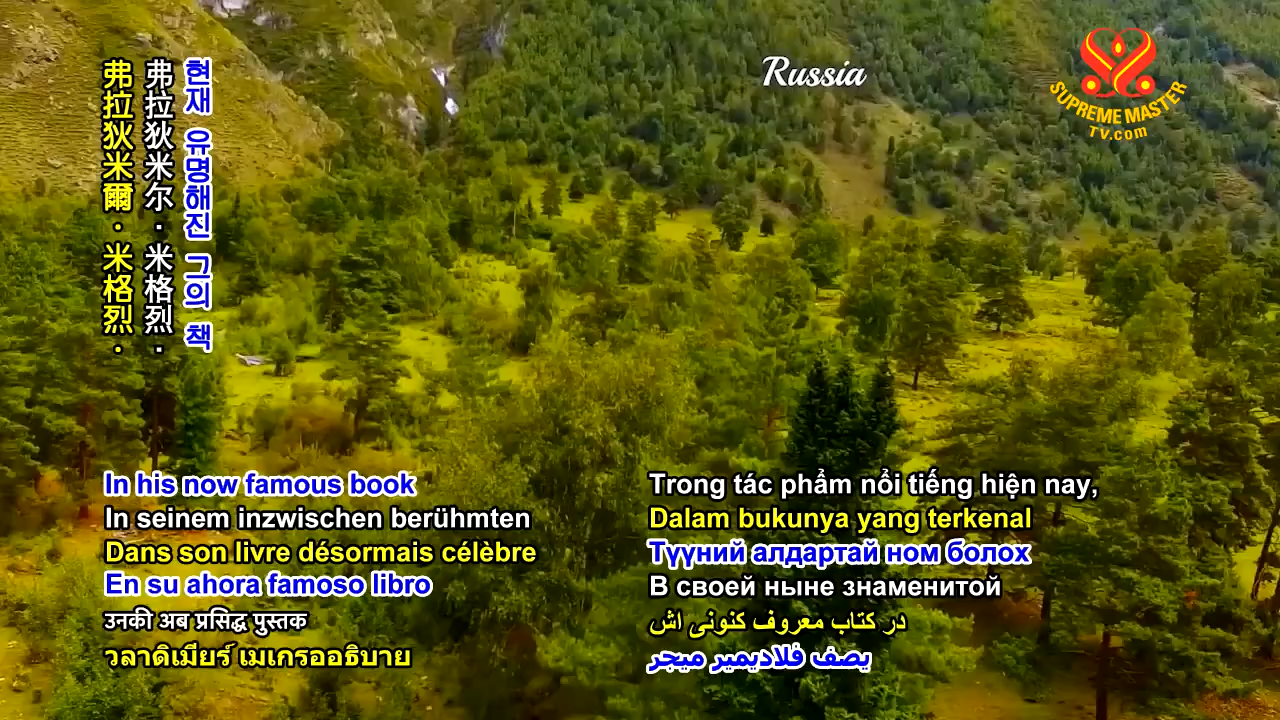 Russia
SUPREME MASTER
TV.com
현재 유명해진 그의 책
弗拉狄米尔·米格烈·
弗拉狄米爾·米格烈·
In his now famous book
In seinem inzwischen berühmten
Dans son livre désormais célèbre
En su ahora famoso libro
उनकी अब प्रसिद्ध पुस्तक
วลาดิเมียร์ เมเกรออธิบาย
Trong tác phẩm nổi tiếng hiện nay,
Dalam bukunya yang terkenal
Түүний алдартай ном болох
В своей ныне знаменитой
در کتاب معروف کنونی اش
يصف فلاديمير ميجر